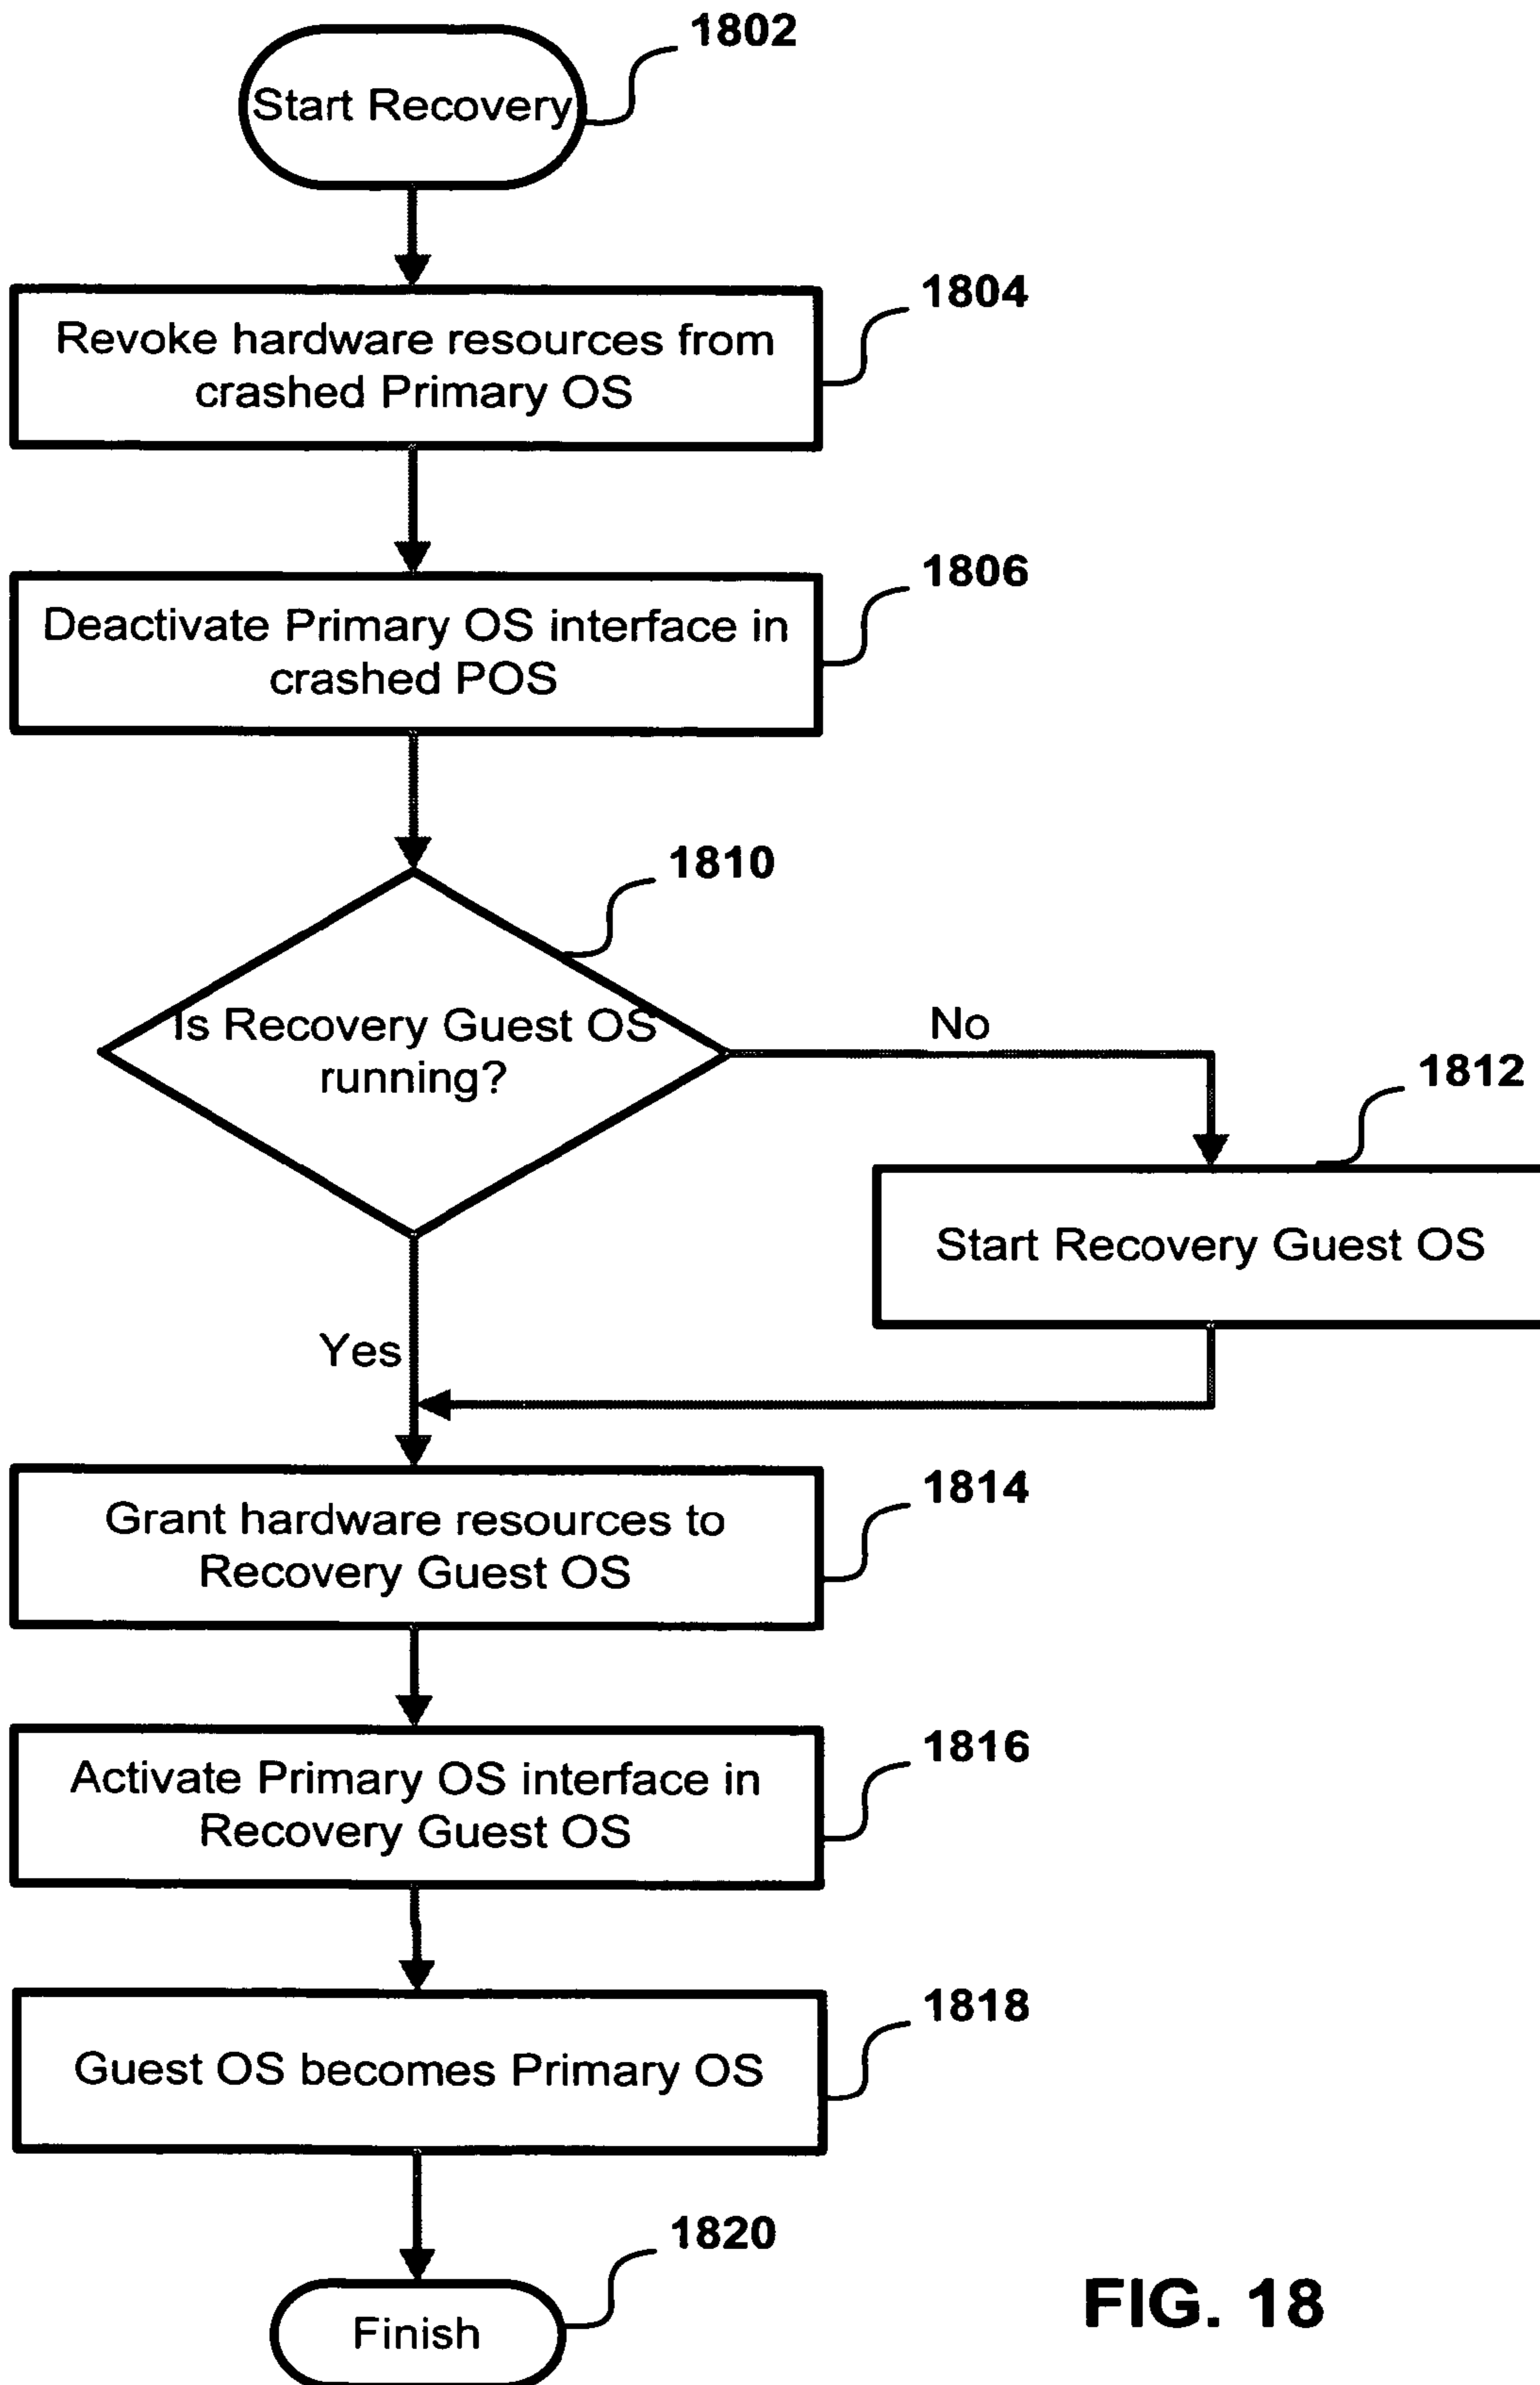 1802
Start Recovery
1804
Revoke hardware resources from
crashed Primary OS
1806
Deactivate Primary OS interface in
crashed POS
1810
Is Recovery Guest OS
running?
No
1812
Start Recovery Guest OS
Yes
1814
Grant hardware resources to
Recovery Guest OS
1816
Activate Primary OS interface in
Recovery Guest OS
1818
Guest OS becomes Primary OS
1820
Finish
FIG. 18